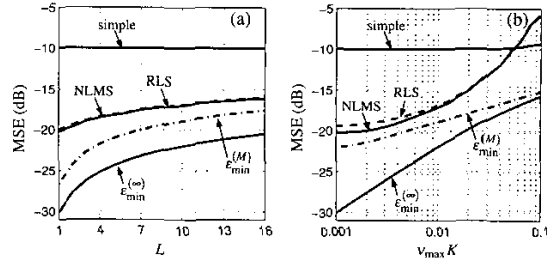 (a)
simple
NLMS
RLS
ε_min^(M)
ε_min^(∞)
MSE (dB)
−5
−10
−15
−20
−25
−30
1
4
7
10
13
16
L
(b)
simple
NLMS
RLS
ε_min^(M)
ε_min^(∞)
MSE (dB)
−5
−10
−15
−20
−25
−30
0.001
0.01
0.1
ν_max K